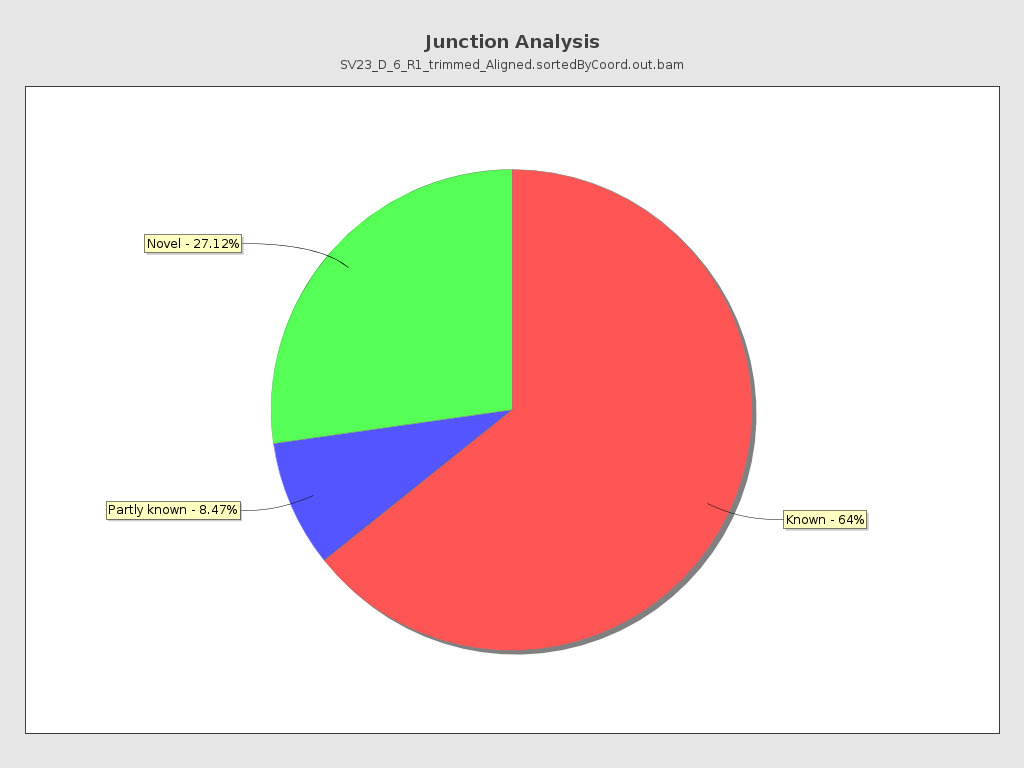 Junction Analysis
SV23_D_6_R1_trimmed_Aligned.sortedByCoord.out.bam
Novel - 27.12%
Partly known - 8.47%
Known - 64%